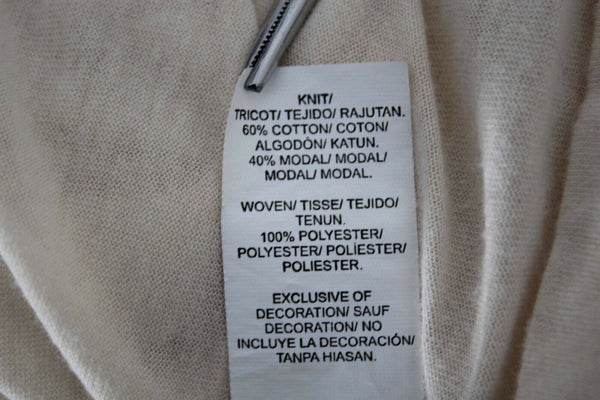 KNIT/
TRICOT/ TEJIDO/ RAJUTAN.
60% COTTON/ COTON/
ALGODÓN/ KATUN.
40% MODAL/ MODAL/
MODAL/ MODAL.
WOVEN/ TISSE/ TEJIDO/
TENUN.
100% POLYESTER/
POLYESTER/ POLÍESTER/
POLIESTER.
EXCLUSIVE OF
DECORATION/ SAUF
DECORATION/ NO
INCLUYE LA DECORACIÓN/
TANPA HIASAN.